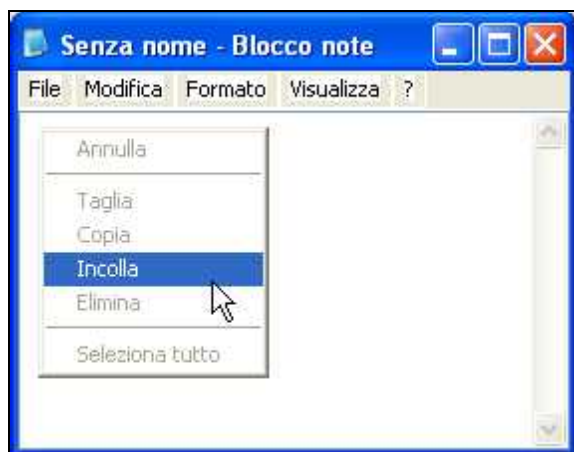 Senza nome - Blocco note
File Modifica Formato Visualizza ?
Annulla
Taglia
Copia
Incolla
Elimina
Seleziona tutto